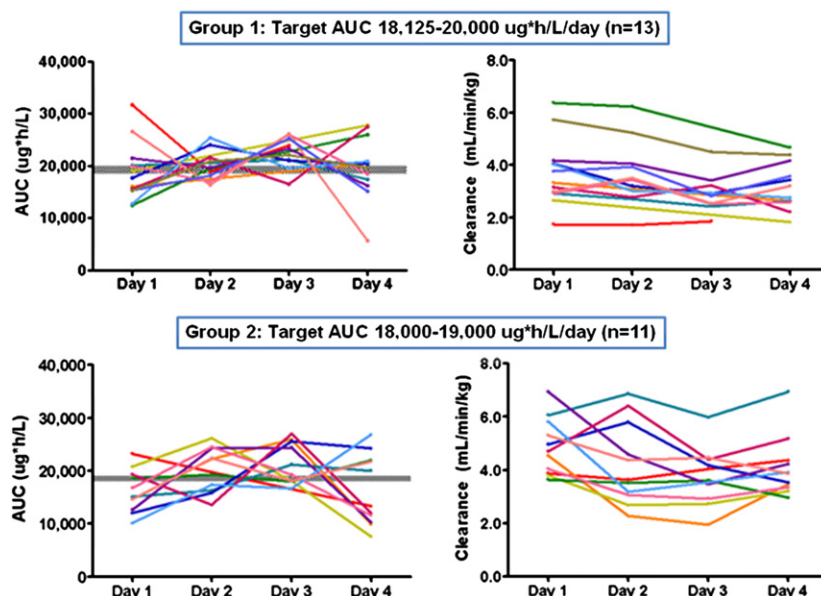 Group 1: Target AUC 18,125-20,000 ug*h/L/day (n=13)
AUC (ug*h/L)
40,000
30,000
20,000
10,000
0
Day 1 Day 2 Day 3 Day 4
Clearance (mL/min/kg)
8.0
6.0
4.0
2.0
0.0
Day 1 Day 2 Day 3 Day 4
Group 2: Target AUC 18,000-19,000 ug*h/L/day (n=11)
AUC (ug*h/L)
40,000
30,000
20,000
10,000
0
Day 1 Day 2 Day 3 Day 4
Clearance (mL/min/kg)
8.0
6.0
4.0
2.0
0.0
Day 1 Day 2 Day 3 Day 4